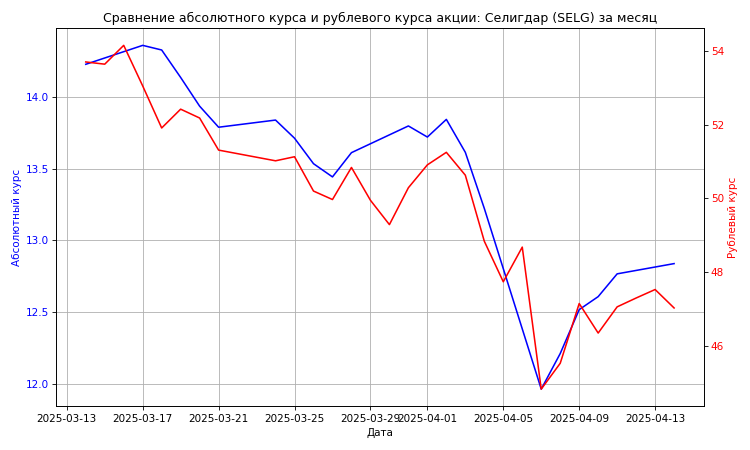 Сравнение абсолютного курса и рублевого курса акции: Селигдар (SELG) за месяц
Абсолютный курс
14.0
13.5
13.0
12.5
12.0
Рублевый курс
54
52
50
48
46
2025-03-13 2025-03-17 2025-03-21 2025-03-25 2025-03-29 2025-04-01 2025-04-05 2025-04-09 2025-04-13
Дата